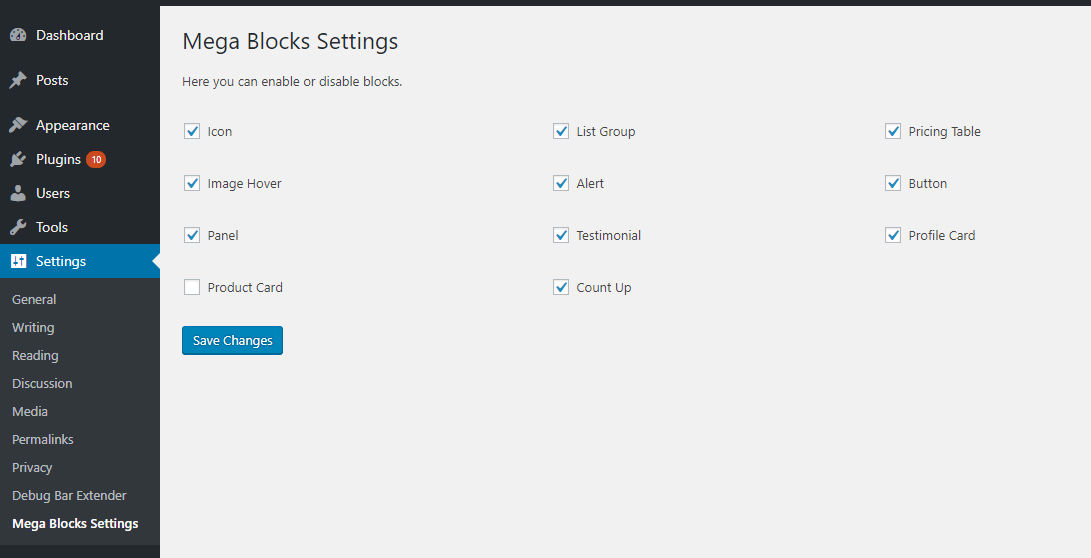 Dashboard
Posts
Appearance
Plugins 10
Users
Tools
Settings
General
Writing
Reading
Discussion
Media
Permalinks
Privacy
Debug Bar Extender
Mega Blocks Settings
Mega Blocks Settings
Here you can enable or disable blocks.
Icon List Group Pricing Table
Image Hover Alert Button
Panel Testimonial Profile Card
Product Card Count Up
Save Changes